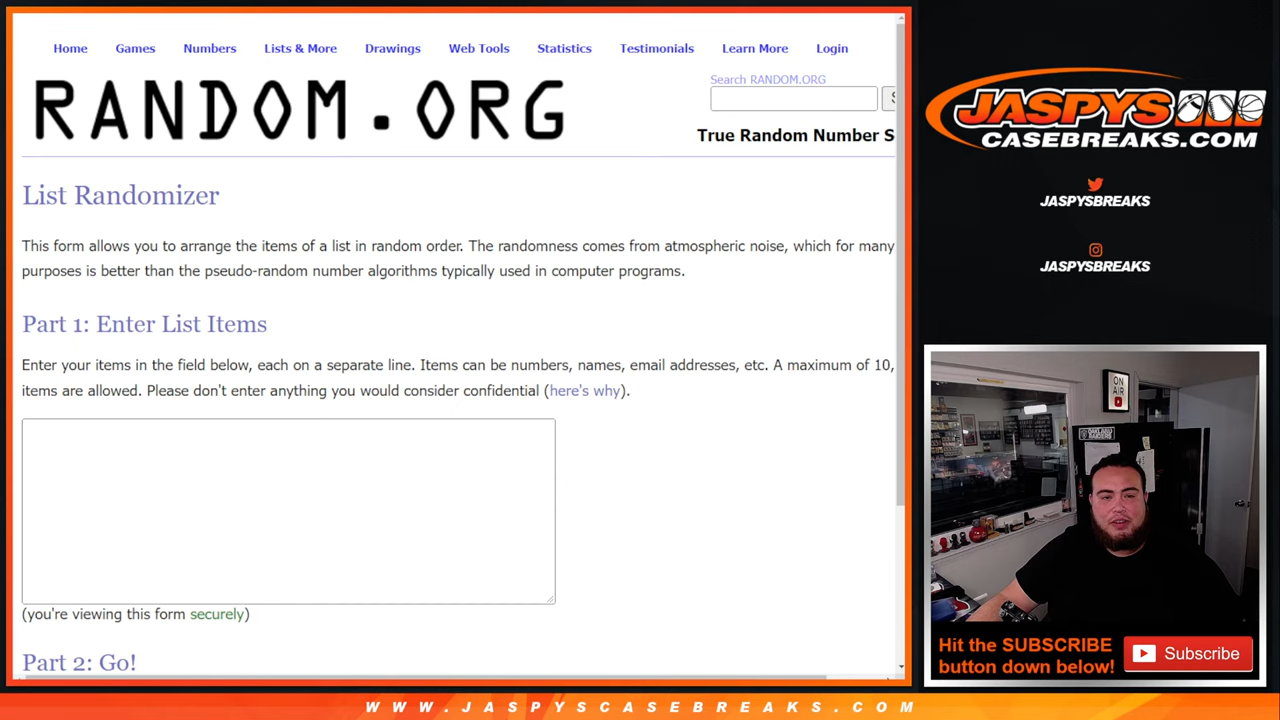 Home Games Numbers Lists & More Drawings Web Tools Statistics Testimonials Learn More Login
RANDOM.ORG
Search RANDOM.ORG
True Random Number S
List Randomizer
This form allows you to arrange the items of a list in random order. The randomness comes from atmospheric noise, which for many
purposes is better than the pseudo-random number algorithms typically used in computer programs.
Part 1: Enter List Items
Enter your items in the field below, each on a separate line. Items can be numbers, names, email addresses, etc. A maximum of 10,
items are allowed. Please don't enter anything you would consider confidential (here's why).
(you're viewing this form securely)
Part 2: Go!
JASPYS
CASEBREAKS.COM
JASPYSBREAKS
JASPYSBREAKS
ON
AIR
Hit the SUBSCRIBE
button down below!
Subscribe
WWW.JASPYSCASEBREAKS.COM